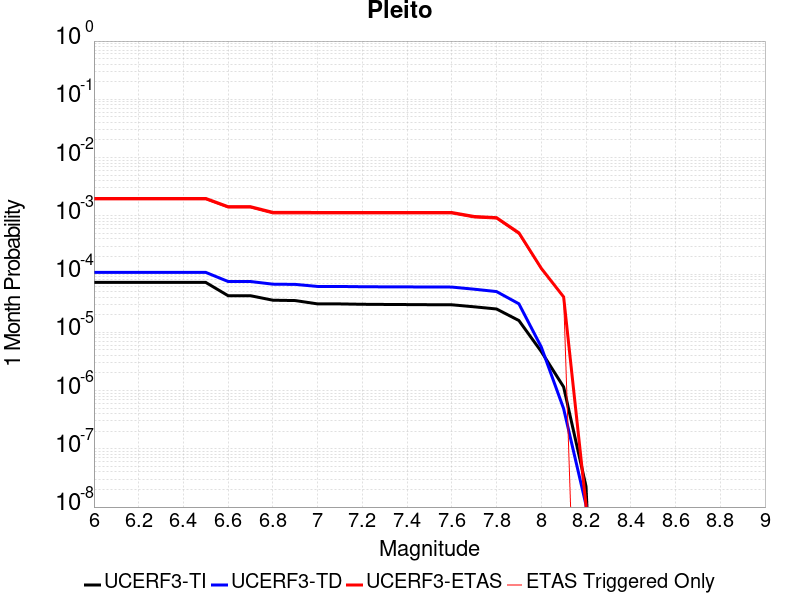 Pleito
10 0
10 -1
10 -2
10 -3
10 -4
10 -5
10 -6
10 -7
10 -8
1 Month Probability
6 6.2 6.4 6.6 6.8 7 7.2 7.4 7.6 7.8 8 8.2 8.4 8.6 8.8 9
Magnitude
UCERF3-TI UCERF3-TD UCERF3-ETAS ETAS Triggered Only